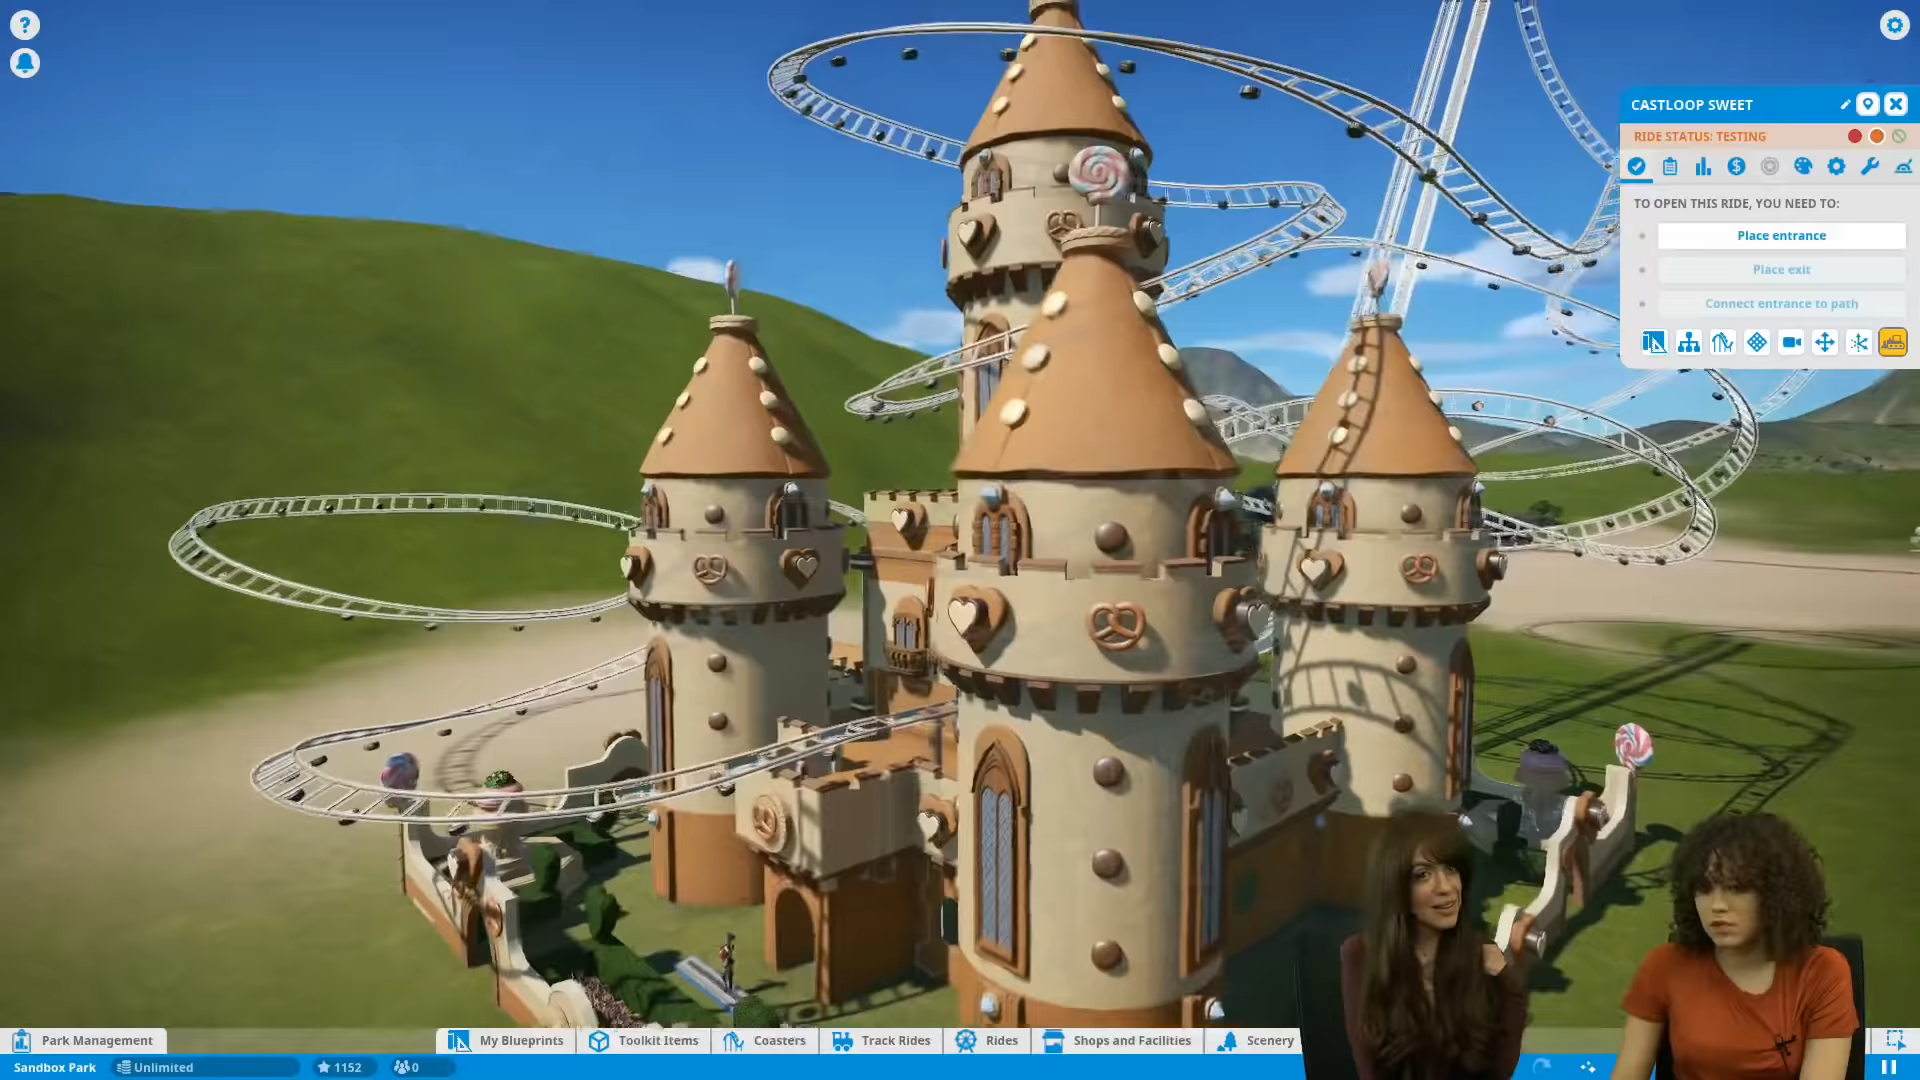 ?
CASTLOOP SWEET
RIDE STATUS: TESTING
TO OPEN THIS RIDE, YOU NEED TO:
Place entrance
Place exit
Connect entrance to path
Park Management
My Blueprints
Toolkit Items
Coasters
Track Rides
Rides
Shops and Facilities
Scenery
Sandbox Park
Unlimited
1152
0